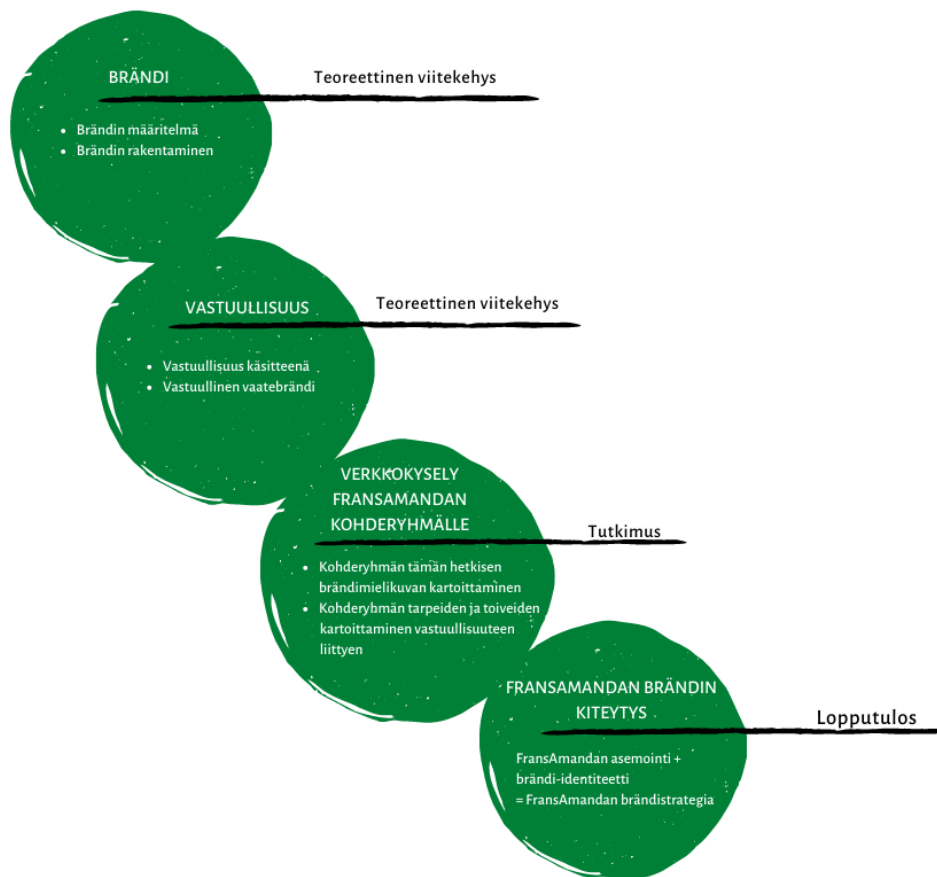 BRÄNDI
Teoreettinen viitekehys
• Brändin määritelmä
• Brändin rakentaminen
VASTUULLISUUS
Teoreettinen viitekehys
• Vastuullisuus käsitteenä
• Vastuullinen vaatebrändi
VERKKOKYSELY
FRANSAMANDAN
KOHDERYHMÄLLE
Tutkimus
• Kohderyhmän tämän hetkisen
brändimielikuvan kartoittaminen
• Kohderyhmän tarpeiden ja toiveiden
kartoittaminen vastuullisuuteen
liittyen
FRANSAMANDAN BRÄNDIN
KITEYTYS
Lopputulos
FransAmandan asemointi +
brändi-identiteetti
= FransAmandan brändistrategia